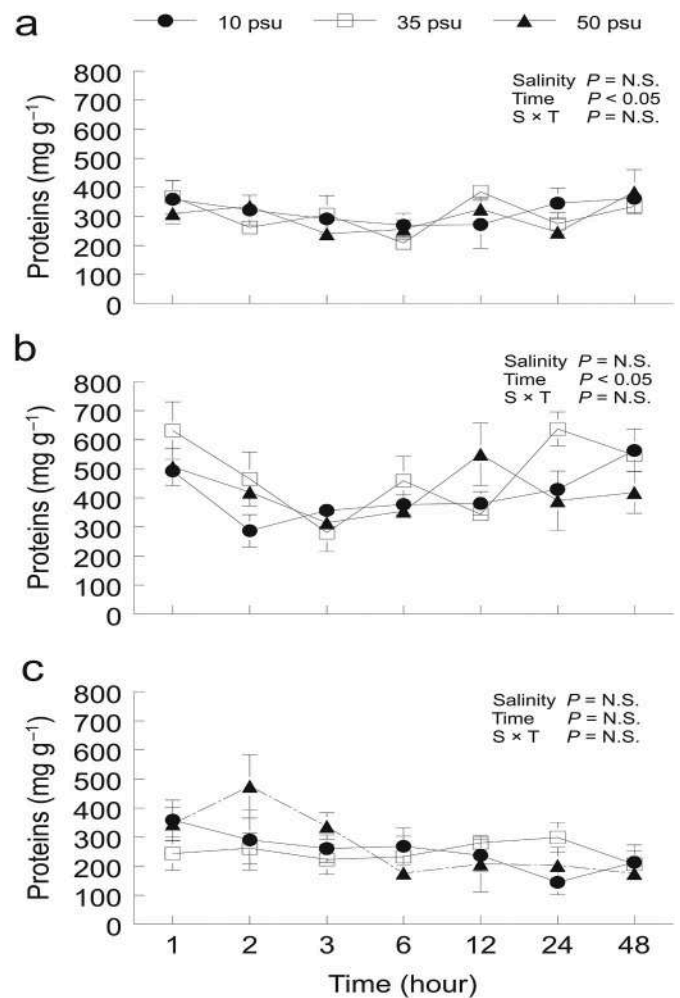 a
10 psu 35 psu 50 psu
Salinity P = N.S.
Time P < 0.05
S × T P = N.S.
Proteins (mg g⁻¹)
800
700
600
500
400
300
200
100
0
b
Salinity P = N.S.
Time P < 0.05
S × T P = N.S.
Proteins (mg g⁻¹)
800
700
600
500
400
300
200
100
0
c
Salinity P = N.S.
Time P = N.S.
S × T P = N.S.
Proteins (mg g⁻¹)
800
700
600
500
400
300
200
100
0
1 2 3 6 12 24 48
Time (hour)